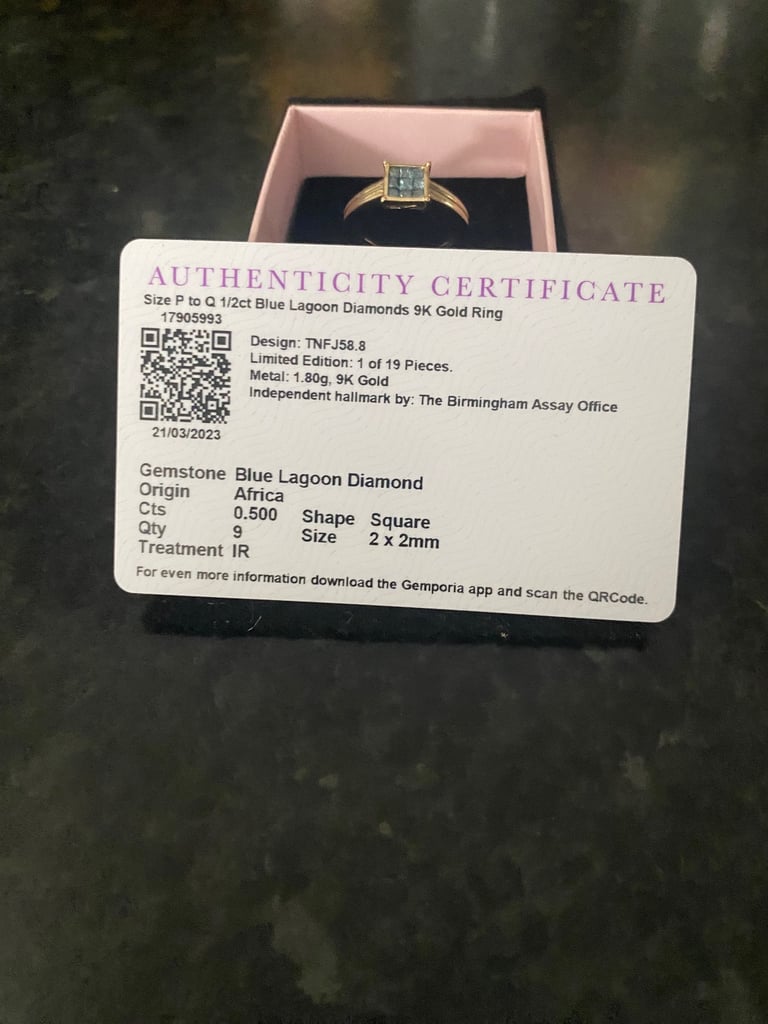 AUTHENTICITY CERTIFICATE
Size P to Q 1/2ct Blue Lagoon Diamonds 9K Gold Ring
17905993
Design: TNFJ58.8
Limited Edition: 1 of 19 Pieces.
Metal: 1.80g, 9K Gold
Independent hallmark by: The Birmingham Assay Office
21/03/2023
Gemstone Blue Lagoon Diamond
Origin Africa
Cts 0.500 Shape Square
Qty 9 Size 2 x 2mm
Treatment IR
For even more information download the Gemporia app and scan the QRCode.